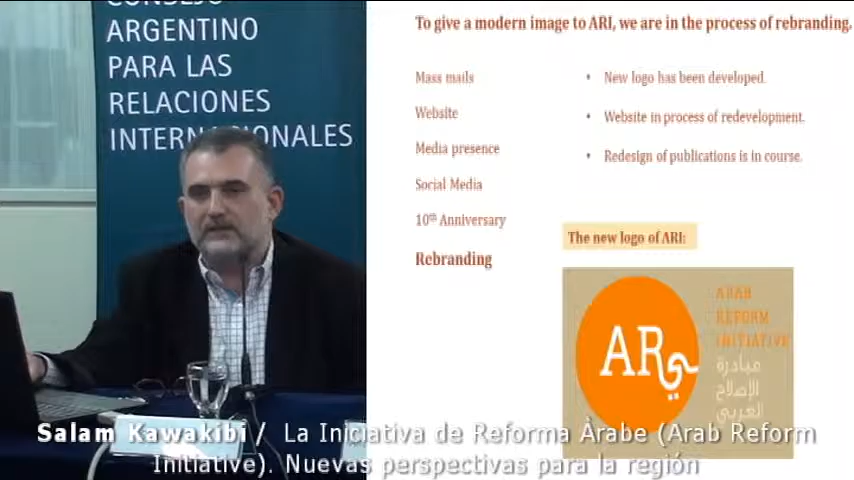 CONSEJO
ARGENTINO
PARA LAS
RELACIONES
INTERNACIONALES
To give a modern image to ARI, we are in the process of rebranding.
Mass mails
Website
Media presence
Social Media
10th Anniversary
Rebranding
• New logo has been developed.
• Website in process of redevelopment.
• Redesign of publications is in course.
The new logo of ARI:
ARي
ARAB
REFORM
INITIATIVE
مبادرة
الإصلاح
العربي
Salam Kawakibi / La Iniciativa de Reforma Árabe (Arab Reform
Initiative). Nuevas perspectivas para la región